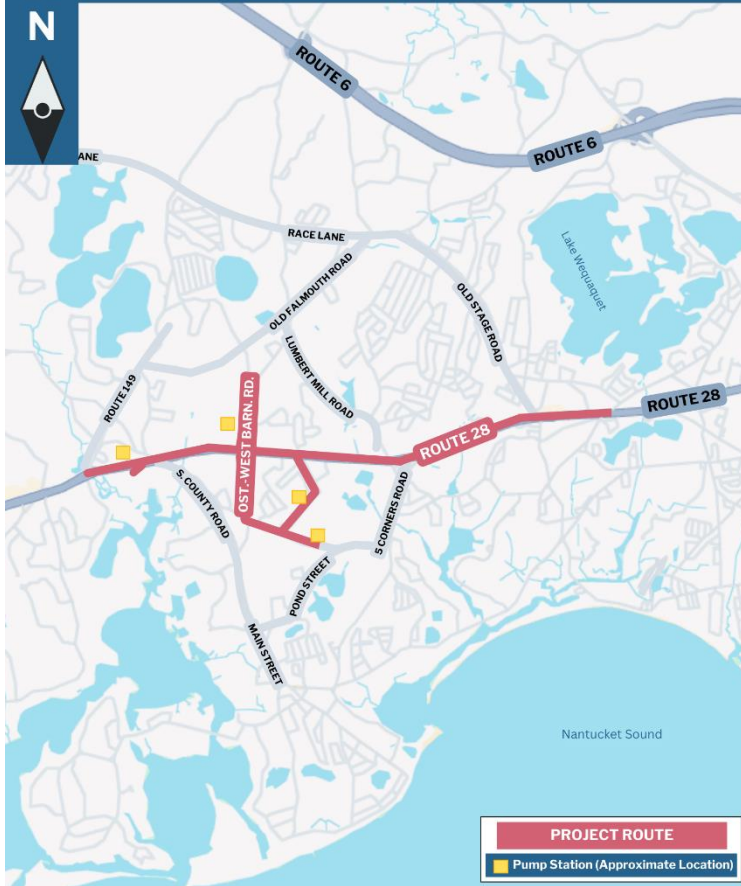 N
ROUTE 6
ROUTE 6
ANE
RACE LANE
Lake Wequaquet
OLD FALMOUTH ROAD
OLD STAGE ROAD
LUMBERT MILL ROAD
ROUTE 149
OST.-WEST BARN. RD.
ROUTE 28
ROUTE 28
S. COUNTY ROAD
5 CORNERS ROAD
POND STREET
MAIN STREET
Nantucket Sound
PROJECT ROUTE
Pump Station (Approximate Location)